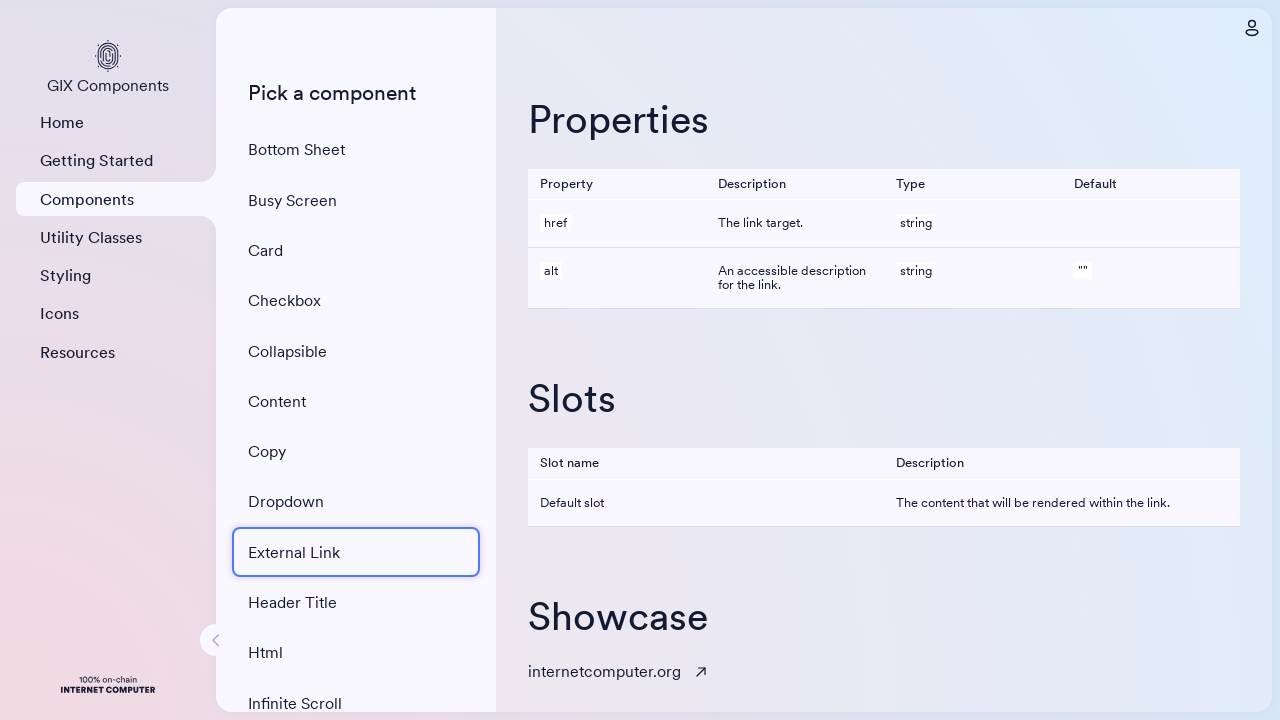 GIX Components
Home
Getting Started
Components
Utility Classes
Styling
Icons
Resources
100% on-chain
INTERNET COMPUTER
Pick a component
Bottom Sheet
Busy Screen
Card
Checkbox
Collapsible
Content
Copy
Dropdown
External Link
Header Title
Html
Infinite Scroll
Properties
Property Description Type Default
href The link target. string
alt An accessible description string ""
for the link.
Slots
Slot name Description
Default slot The content that will be rendered within the link.
Showcase
internetcomputer.org